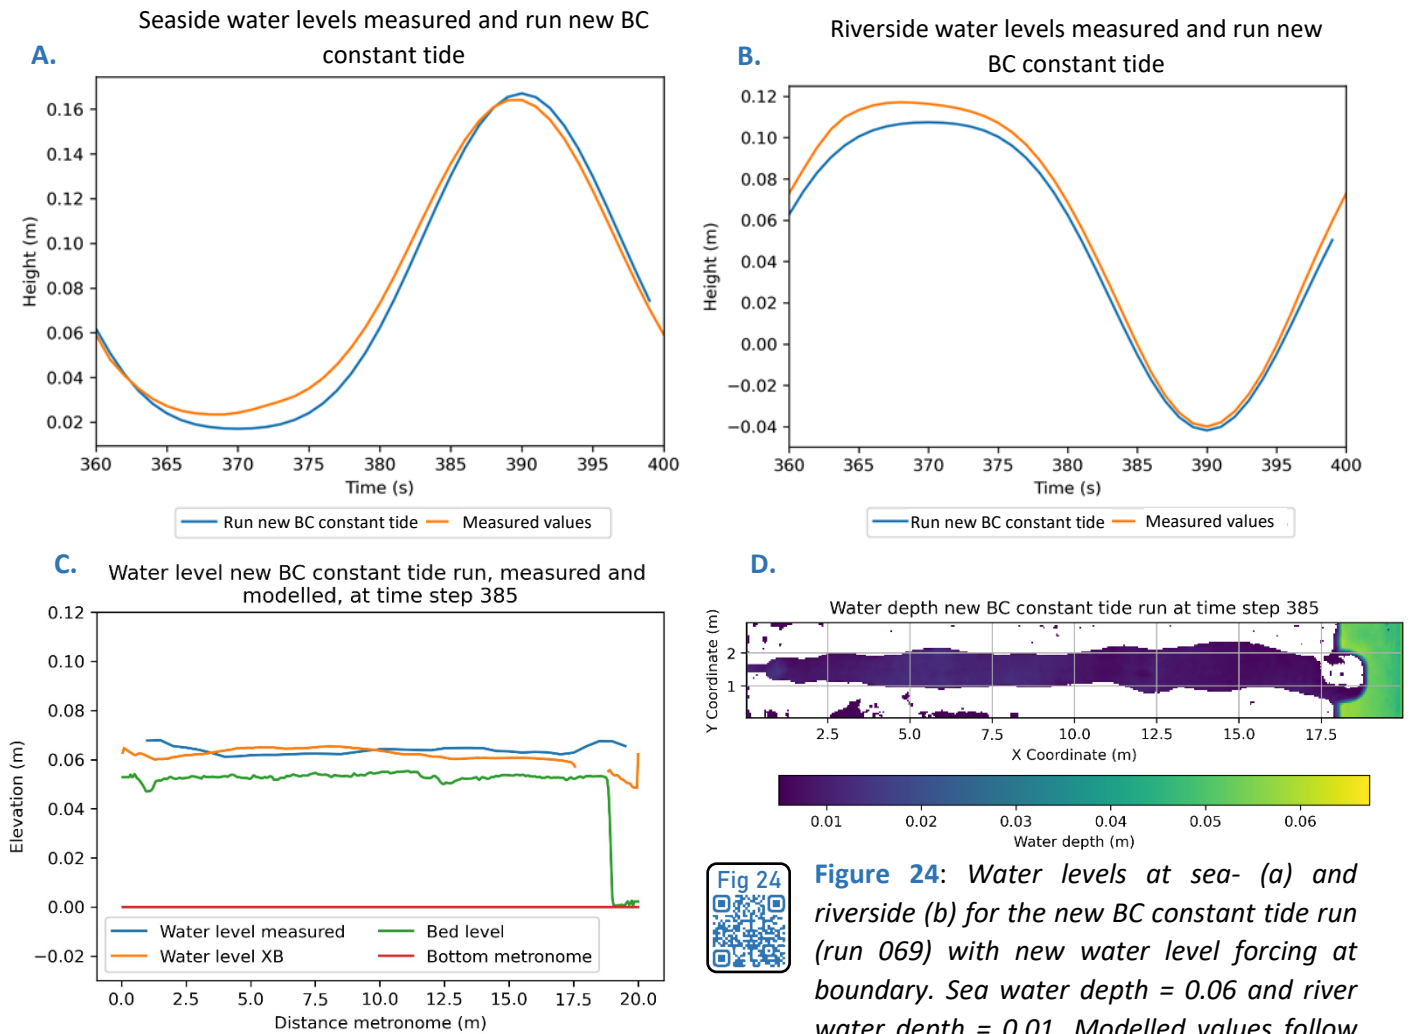 Seaside water levels measured and run new BC
constant tide
A.
0.16
0.14
0.12
0.10
0.08
0.06
0.04
0.02
Height (m)
360 365 370 375 380 385 390 395 400
Time (s)
Run new BC constant tide Measured values
Riverside water levels measured and run new
BC constant tide
B.
0.12
0.10
0.08
0.06
0.04
0.02
0.00
−0.02
−0.04
Height (m)
360 365 370 375 380 385 390 395 400
Time (s)
Run new BC constant tide Measured values
C.
Water level new BC constant tide run, measured and
modelled, at time step 385
0.12
0.10
0.08
0.06
0.04
0.02
0.00
−0.02
Elevation (m)
Water level measured Bed level
Water level XB Bottom metronome
0.0 2.5 5.0 7.5 10.0 12.5 15.0 17.5 20.0
Distance metronome (m)
D.
Water depth new BC constant tide run at time step 385
Y Coordinate (m)
2
1
2.5 5.0 7.5 10.0 12.5 15.0 17.5
X Coordinate (m)
0.01 0.02 0.03 0.04 0.05 0.06
Water depth (m)
Fig 24
Figure 24: Water levels at sea- (a) and
riverside (b) for the new BC constant tide run
(run 069) with new water level forcing at
boundary. Sea water depth = 0.06 and river
water depth = 0.01. Modelled values follow